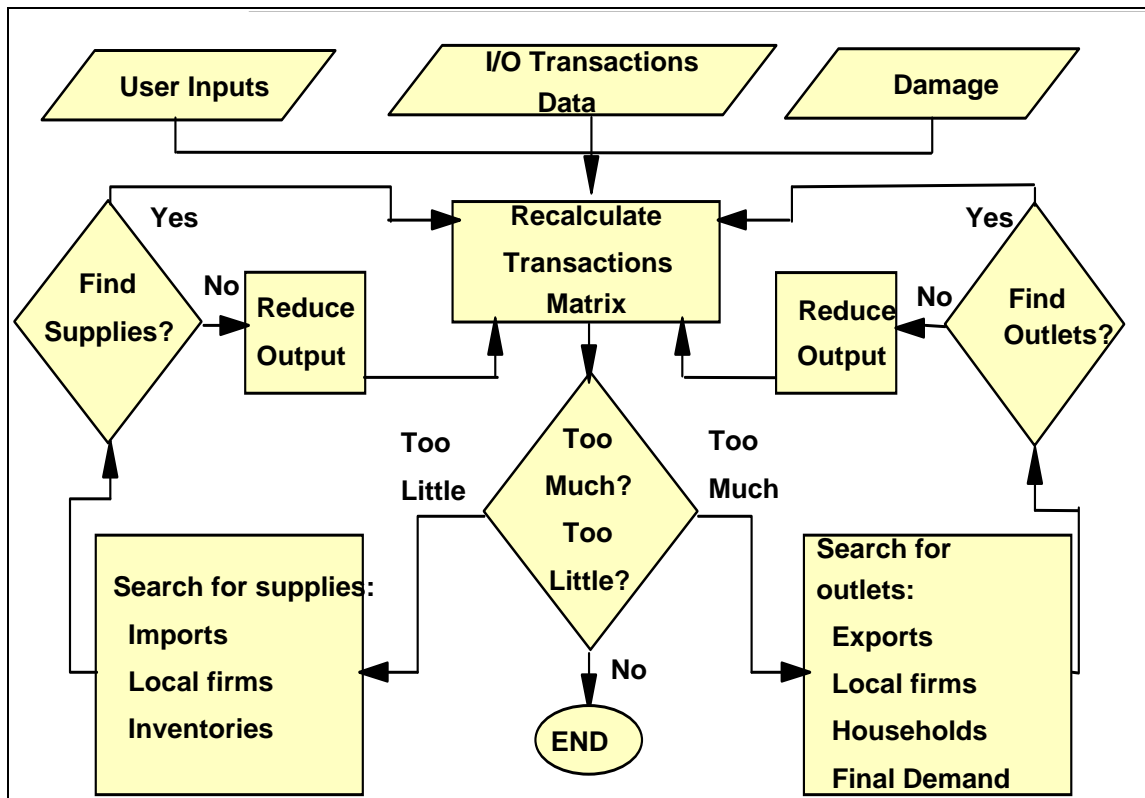 User Inputs
I/O Transactions
Data
Damage
Yes
Recalculate
Transactions
Matrix
Yes
Find
Supplies?
No
Reduce
Output
Reduce
Output
No
Find
Outlets?
Too
Little
Too
Much?
Too
Little?
Too
Much
Search for supplies:
Imports
Local firms
Inventories
No
END
Search for
outlets:
Exports
Local firms
Households
Final Demand